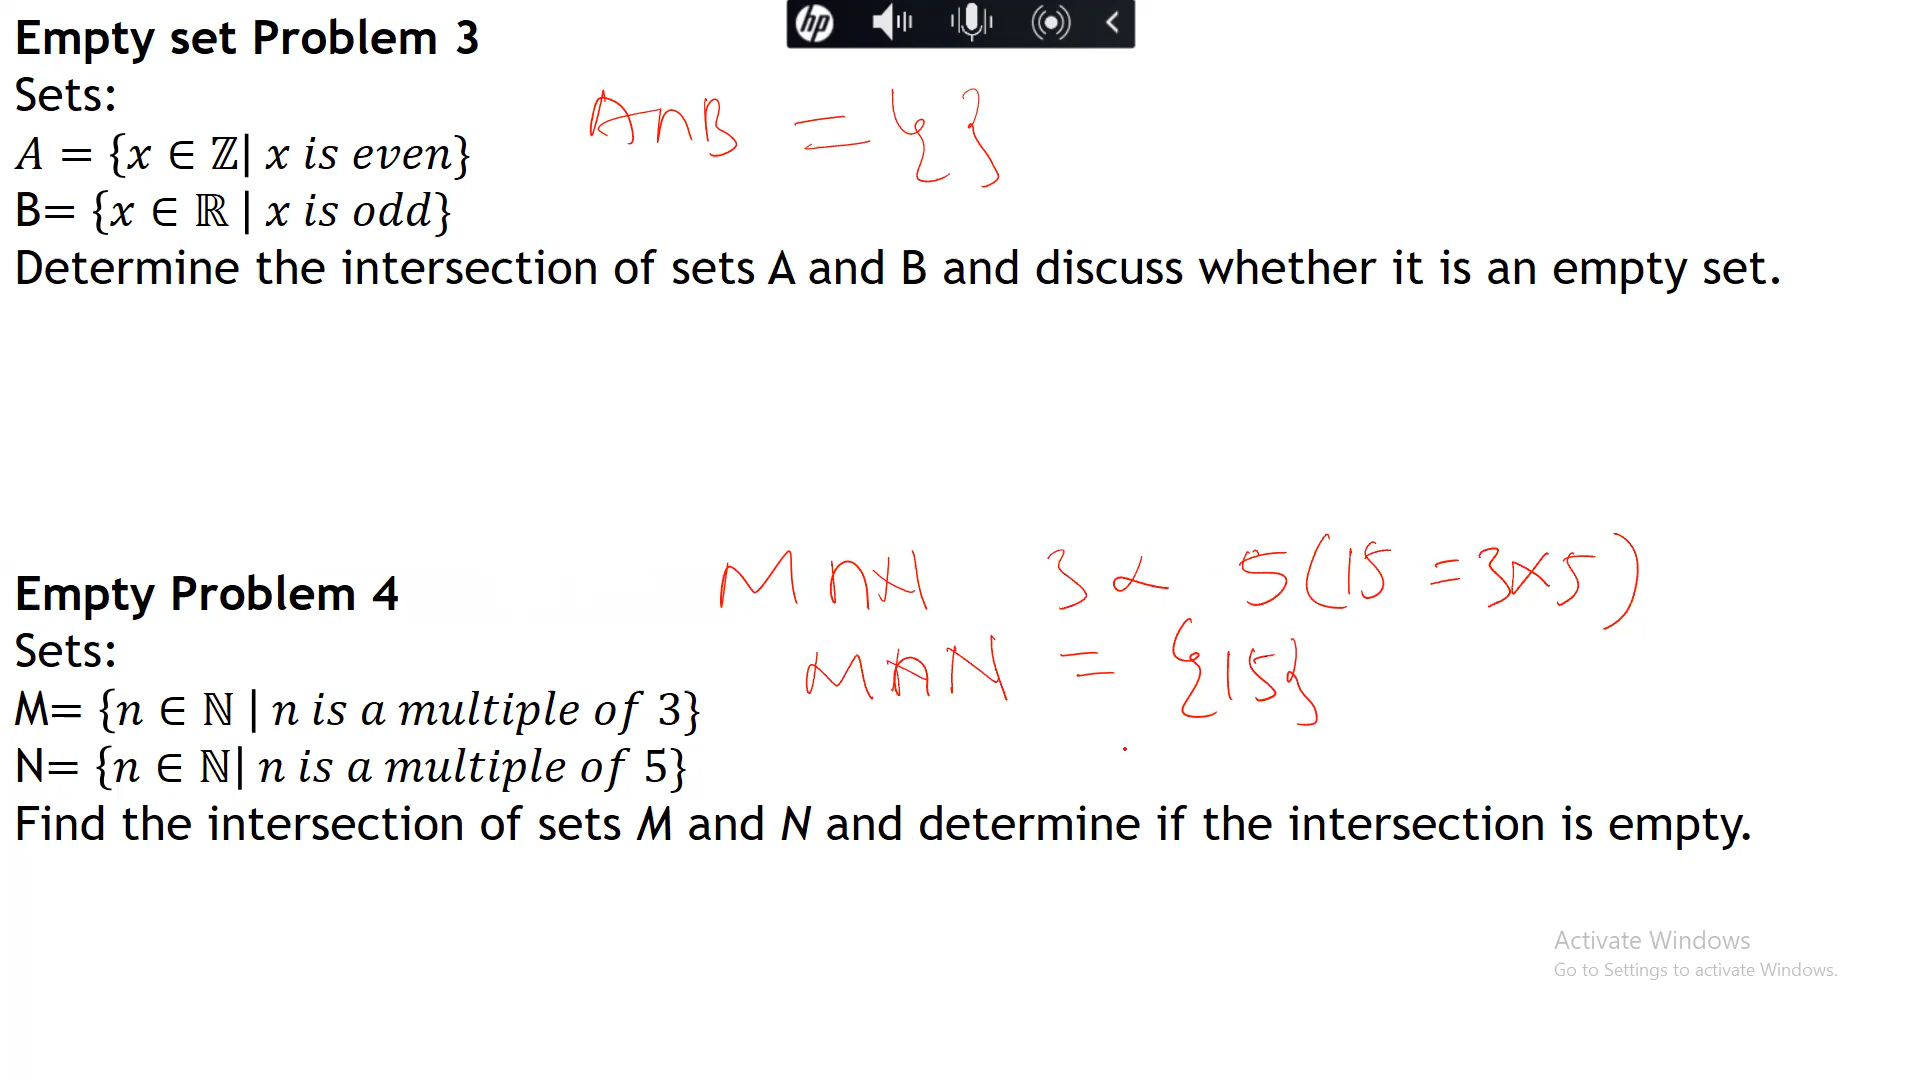 hp
Empty set Problem 3
Sets:
A = {x ∈ ℤ| x is even}
A∩B = { }
B= {x ∈ ℝ | x is odd}
Determine the intersection of sets A and B and discuss whether it is an empty set.
M ∩ N 3 & 5 (15 = 3×5)
Empty Problem 4
Sets:
M ∩ N = {15}
M= {n ∈ ℕ | n is a multiple of 3}
N= {n ∈ ℕ| n is a multiple of 5}
Find the intersection of sets M and N and determine if the intersection is empty.
Activate Windows
Go to Settings to activate Windows.